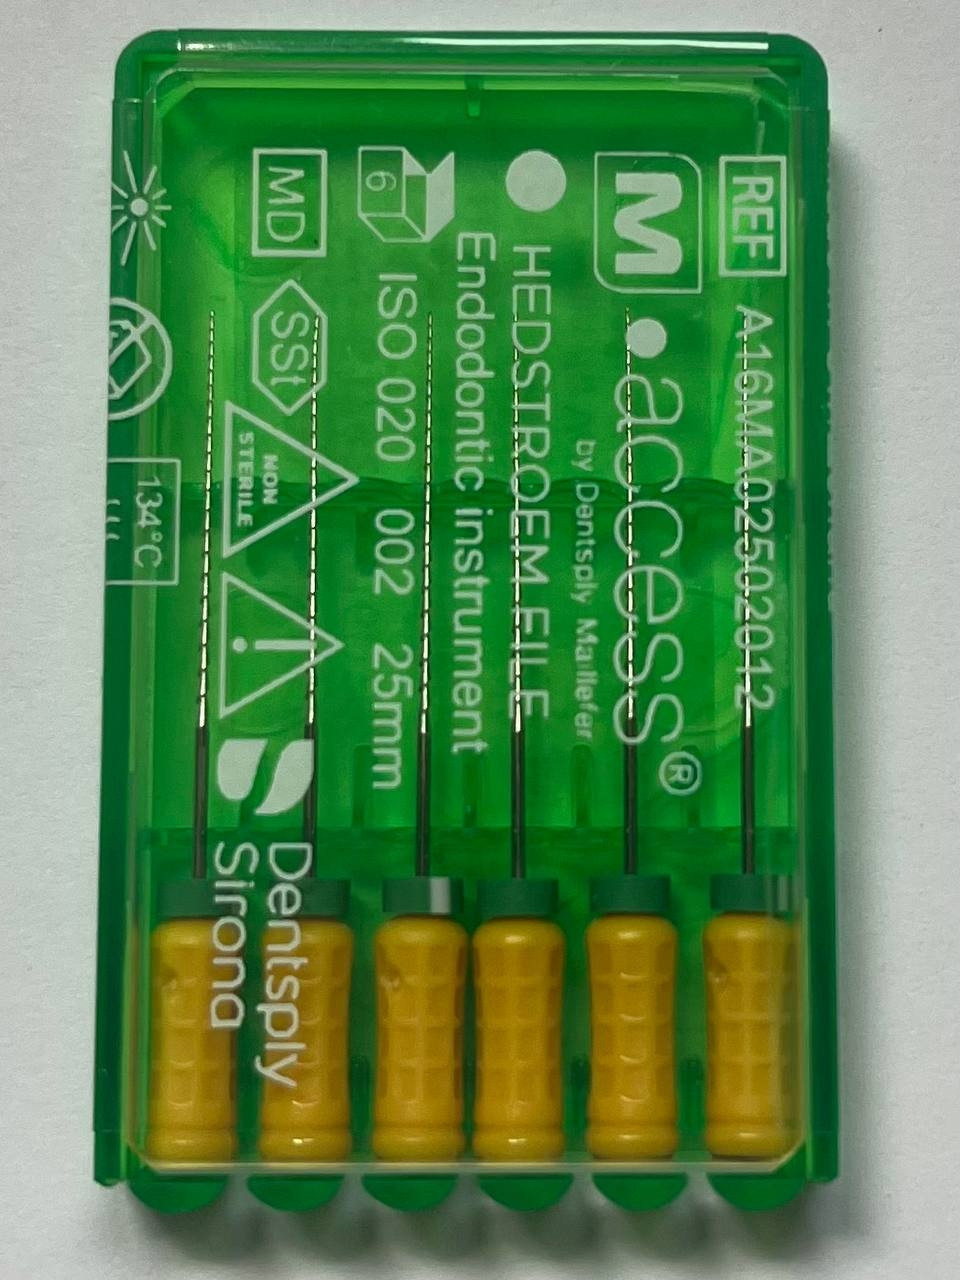 REF A16MA02502012
M access®
by Dentsply Maillefer
HEDSTROEM FILE
Endodontic instrument
6 ISO 020 002 25mm
MD SSt
NON
STERILE
!
Dentsply
Sirona
134°C